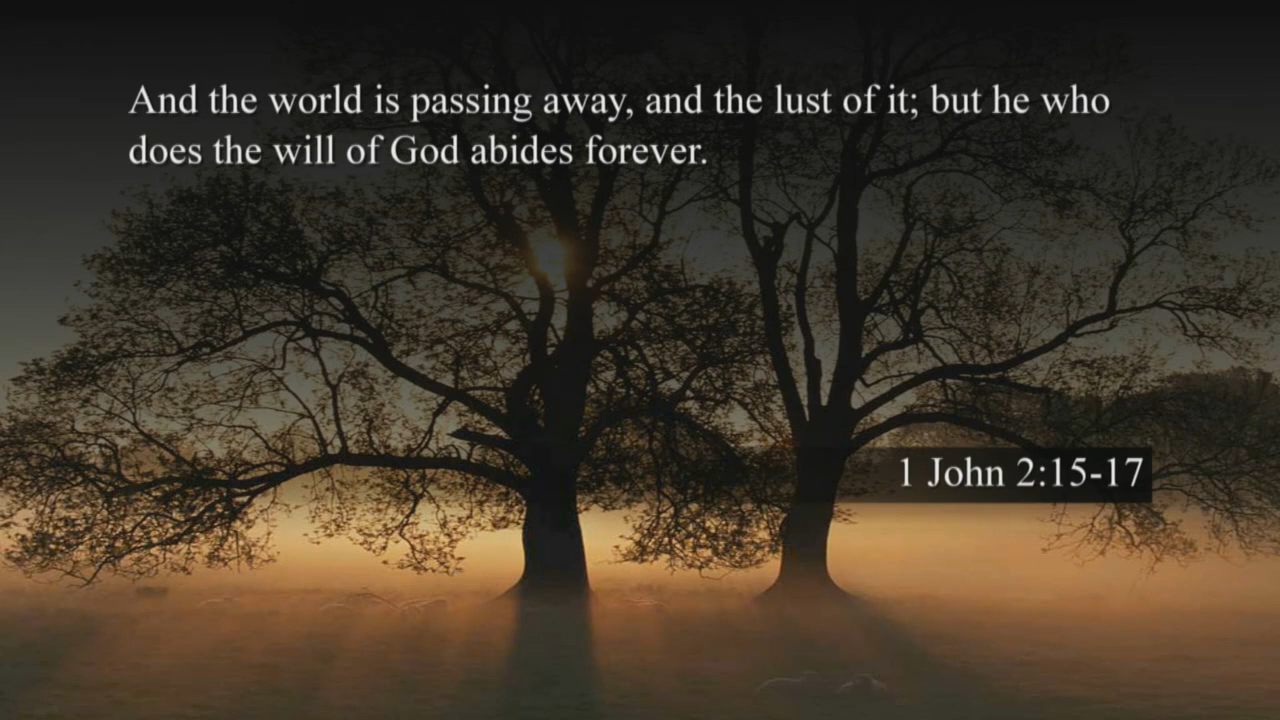 And the world is passing away, and the lust of it; but he who
does the will of God abides forever.
1 John 2:15-17